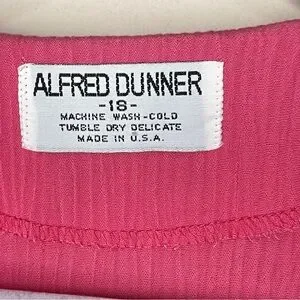 ALFRED DUNNER
-18-
MACHINE WASH-COLD
TUMBLE DRY DELICATE
MADE IN U.S.A.